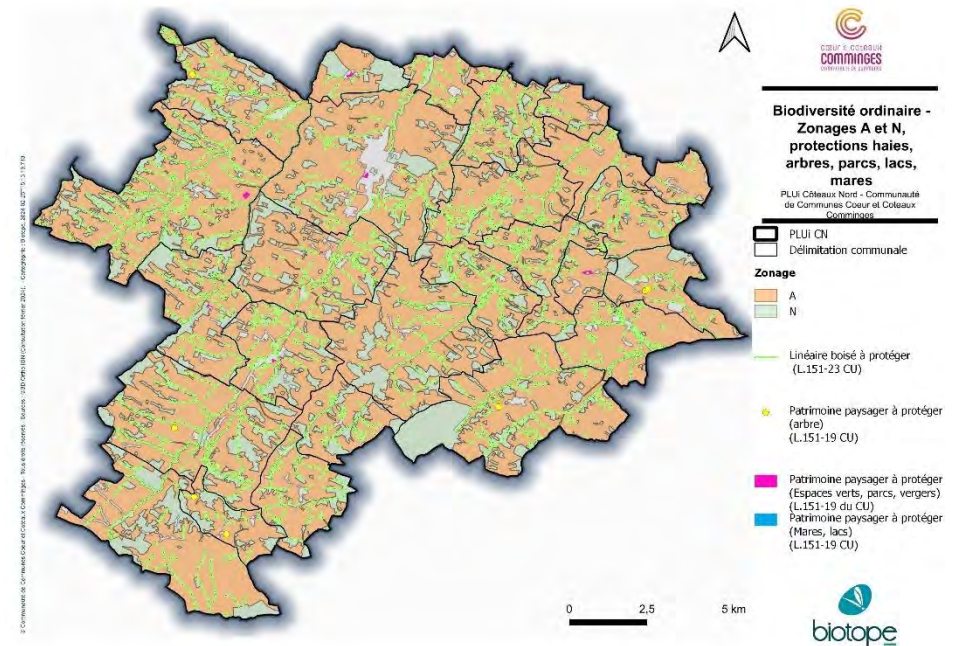 CŒUR & COTEAUX
COMMINGES
COMMUNAUTÉ DE COMMUNES
Biodiversité ordinaire -
Zonages A et N,
protections haies,
arbres, parcs, lacs,
mares
PLUi Côteaux Nord - Communauté
de Communes Coeur et Coteaux
Comminges
PLUi CN
Délimitation communale
Zonage
A
N
Linéaire boisé à protéger
(L.151-23 CU)
Patrimoine paysager à protéger
(arbre)
(L.151-19 CU)
Patrimoine paysager à protéger
(Espaces verts, parcs, vergers)
(L.151-19 du CU)
Patrimoine paysager à protéger
(Mares, lacs)
(L.151-19 CU)
0 2,5 5 km
biotope